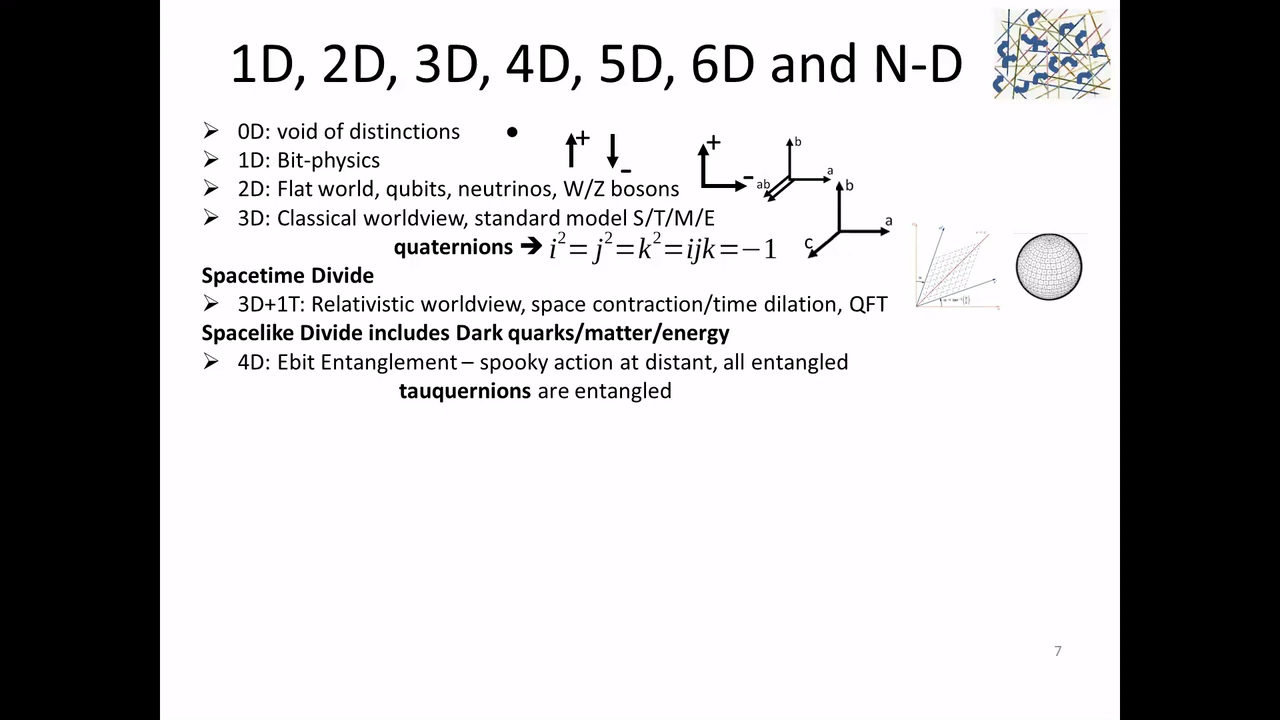 1D, 2D, 3D, 4D, 5D, 6D and N-D
➢ 0D: void of distinctions
+
-
➢ 1D: Bit-physics
+
-
b
a
ab
➢ 2D: Flat world, qubits, neutrinos, W/Z bosons
➢ 3D: Classical worldview, standard model S/T/M/E
b
a
c
quaternions ➔ i²=j²=k²=ijk=−1
Spacetime Divide
➢ 3D+1T: Relativistic worldview, space contraction/time dilation, QFT
Spacelike Divide includes Dark quarks/matter/energy
➢ 4D: Ebit Entanglement – spooky action at distant, all entangled
tauquernions are entangled
7